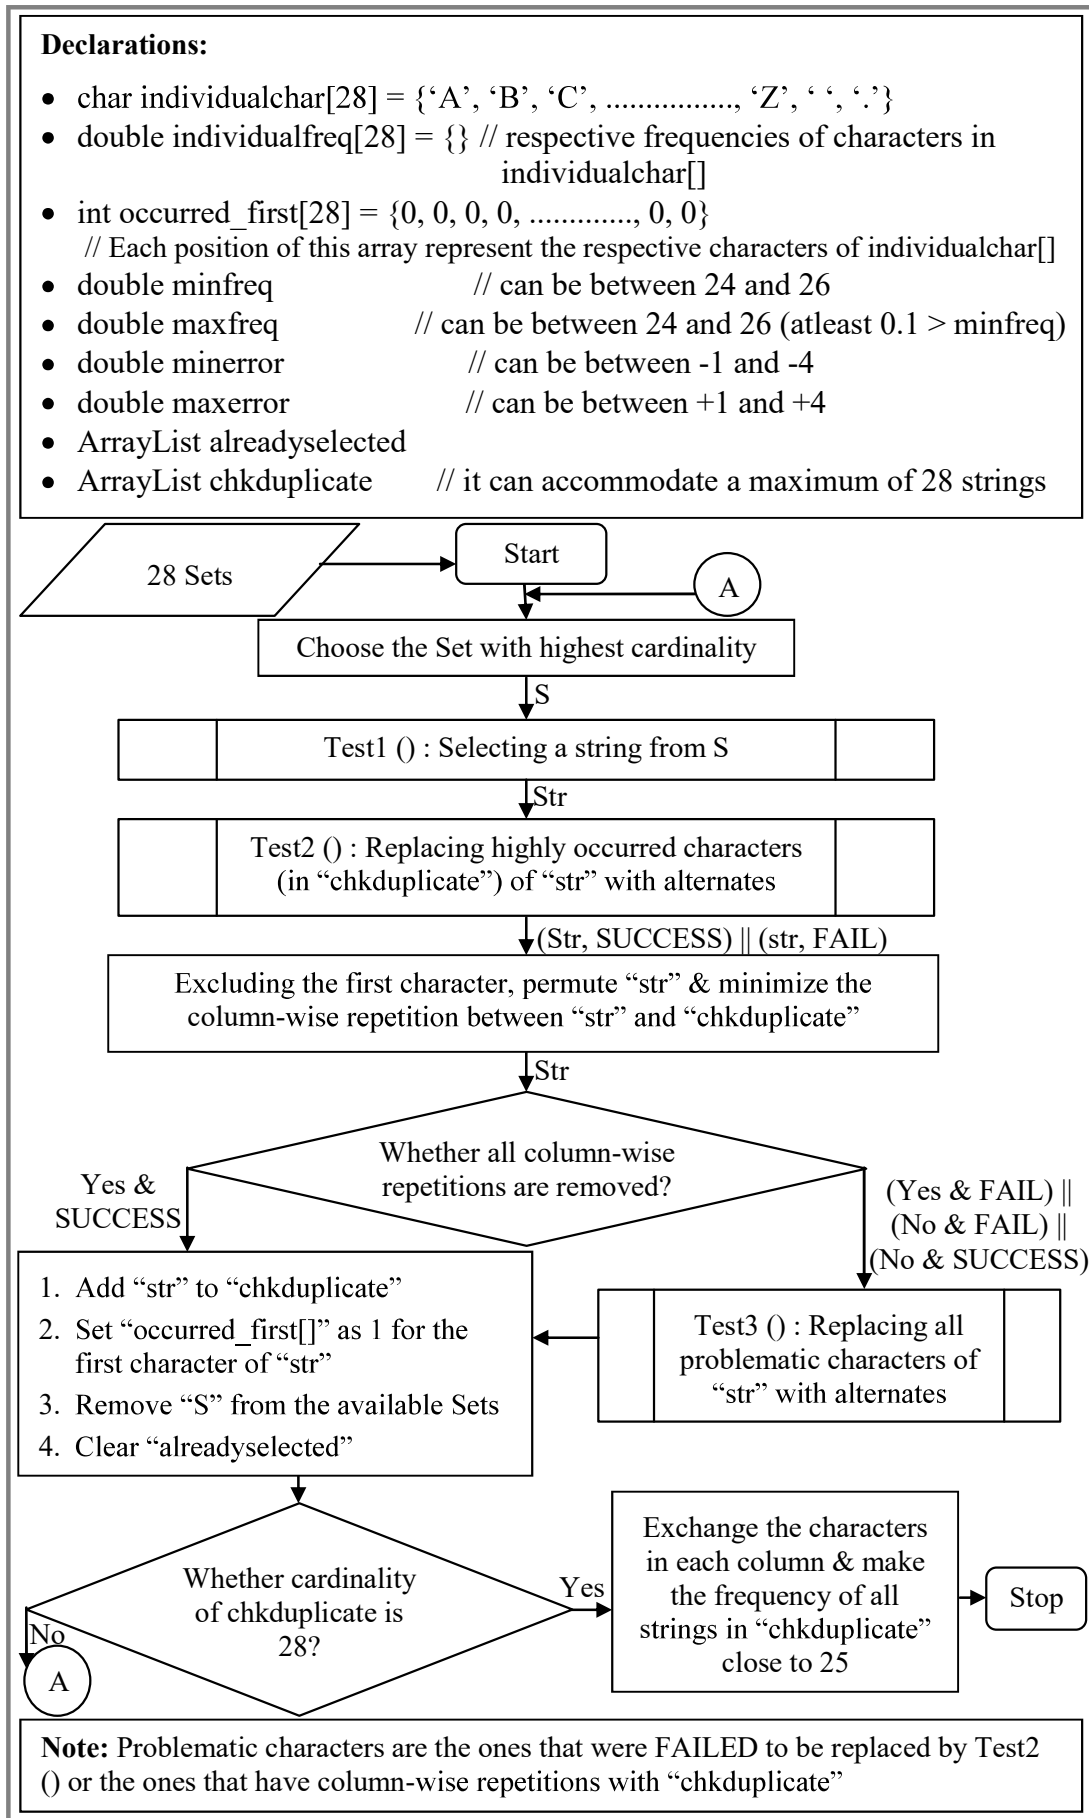 Declarations:
• char individualchar[28] = {‘A’, ‘B’, ‘C’, ................, ‘Z’, ‘ ’, ‘.’}
• double individualfreq[28] = {} // respective frequencies of characters in
individualchar[]
• int occurred_first[28] = {0, 0, 0, 0, ............., 0, 0}
// Each position of this array represent the respective characters of individualchar[]
• double minfreq // can be between 24 and 26
• double maxfreq // can be between 24 and 26 (atleast 0.1 > minfreq)
• double minerror // can be between -1 and -4
• double maxerror // can be between +1 and +4
• ArrayList alreadyselected
• ArrayList chkduplicate // it can accommodate a maximum of 28 strings
28 Sets
Start
A
Choose the Set with highest cardinality
S
Test1 () : Selecting a string from S
Str
Test2 () : Replacing highly occurred characters
(in “chkduplicate”) of “str” with alternates
(Str, SUCCESS) || (str, FAIL)
Excluding the first character, permute “str” & minimize the
column-wise repetition between “str” and “chkduplicate”
Str
Whether all column-wise
repetitions are removed?
Yes &
SUCCESS
(Yes & FAIL) ||
(No & FAIL) ||
(No & SUCCESS)
1. Add “str” to “chkduplicate”
2. Set “occurred_first[]” as 1 for the
first character of “str”
3. Remove “S” from the available Sets
4. Clear “alreadyselected”
Test3 () : Replacing all
problematic characters of
“str” with alternates
Whether cardinality
of chkduplicate is
28?
Yes
No
A
Exchange the characters
in each column & make
the frequency of all
strings in “chkduplicate”
close to 25
Stop
Note: Problematic characters are the ones that were FAILED to be replaced by Test2
() or the ones that have column-wise repetitions with “chkduplicate”